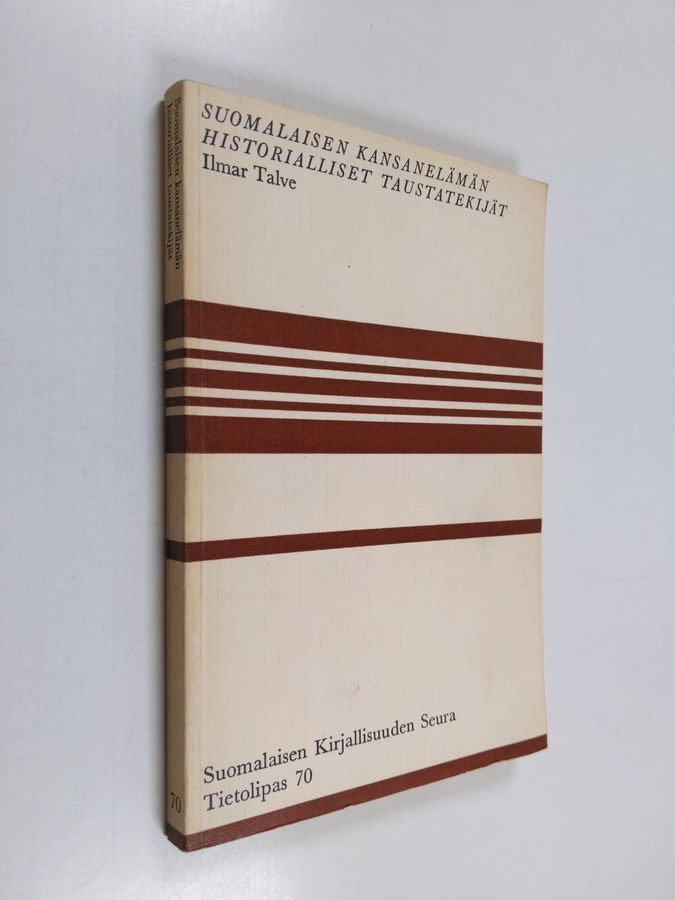 SUOMALAISEN KANSANELÄMÄN
HISTORIALLISET TAUSTATEKIJÄT
Ilmar Talve
Suomalaisen Kirjallisuuden Seura
Tietolipas 70
Suomalaisen kansanelämän
historialliset taustatekijät
70